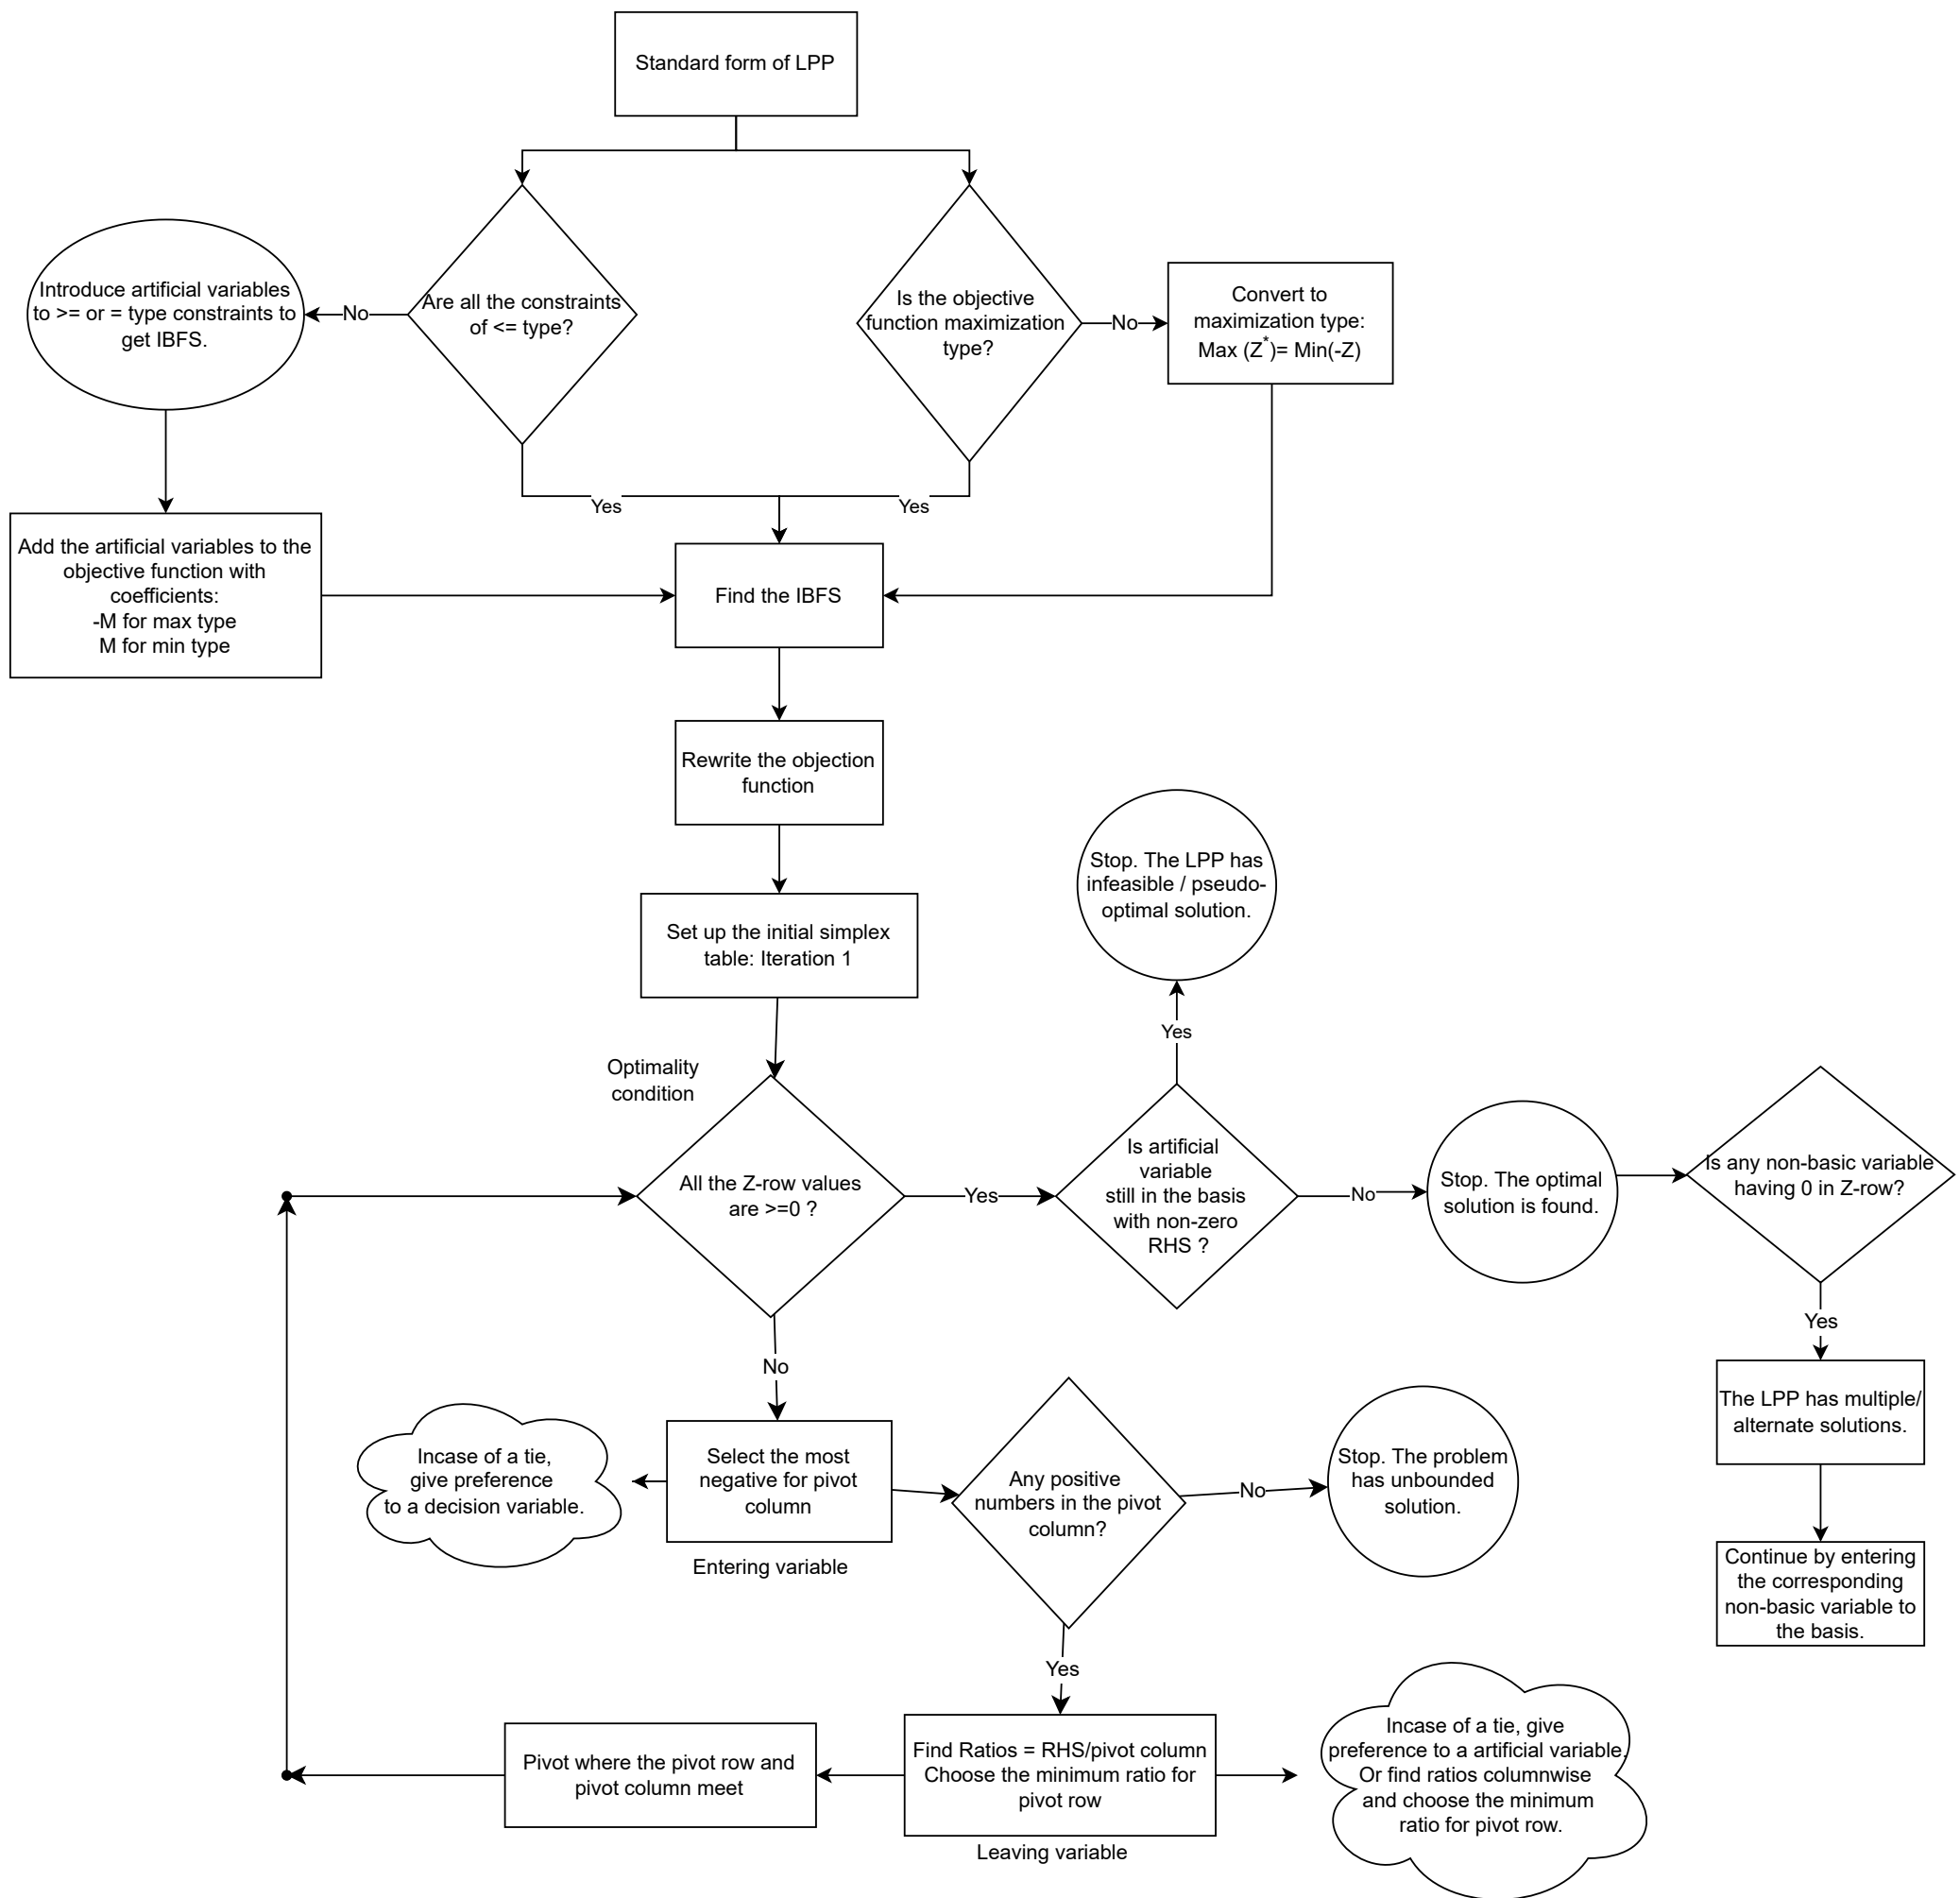 Standard form of LPP
Introduce artificial variables
to >= or = type constraints to
get IBFS.
No
Are all the constraints
of <= type?
Is the objective
function maximization
type?
No
Convert to
maximization type:
Max (Z*)= Min(-Z)
Yes
Yes
Add the artificial variables to the
objective function with
coefficients:
-M for max type
M for min type
Find the IBFS
Rewrite the objection
function
Stop. The LPP has
infeasible / pseudo-
optimal solution.
Set up the initial simplex
table: Iteration 1
Yes
Optimality
condition
All the Z-row values
are >=0 ?
Yes
Is artificial
variable
still in the basis
with non-zero
RHS ?
No
Stop. The optimal
solution is found.
Is any non-basic variable
having 0 in Z-row?
Yes
No
The LPP has multiple/
alternate solutions.
Incase of a tie,
give preference
to a decision variable.
Select the most
negative for pivot
column
Entering variable
Any positive
numbers in the pivot
column?
No
Stop. The problem
has unbounded
solution.
Continue by entering
the corresponding
non-basic variable to
the basis.
Yes
Pivot where the pivot row and
pivot column meet
Find Ratios = RHS/pivot column
Choose the minimum ratio for
pivot row
Leaving variable
Incase of a tie, give
preference to a artificial variable.
Or find ratios columnwise
and choose the minimum
ratio for pivot row.